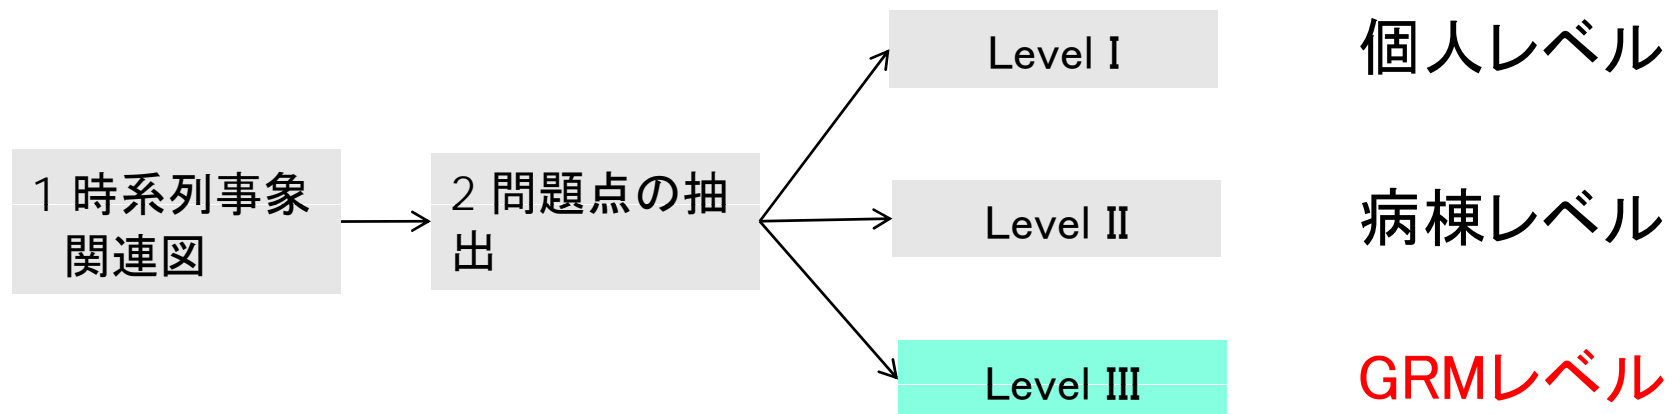 1 時系列事象
関連図
2 問題点の抽
出
Level I
個人レベル
Level II
病棟レベル
Level III
GRMレベル